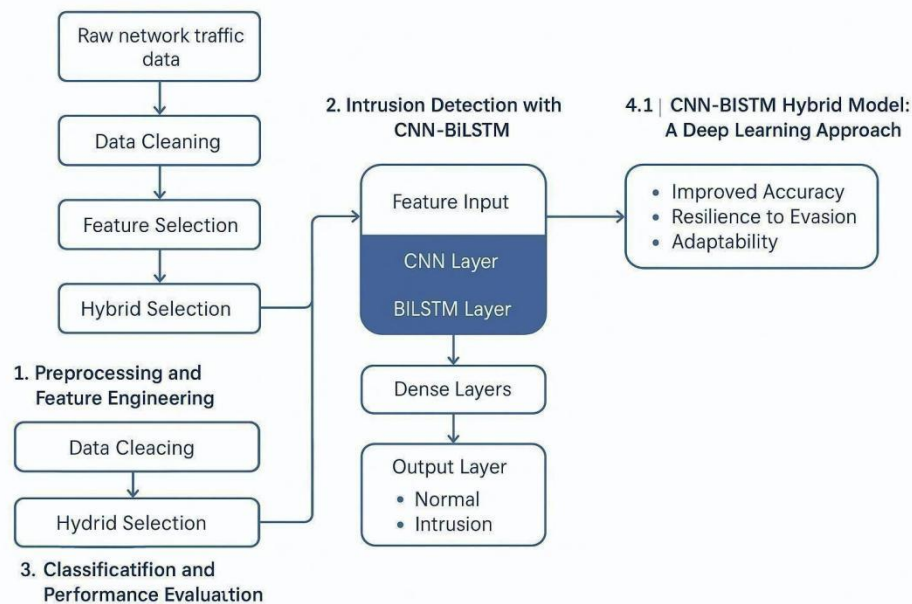 Raw network traffic
data
Data Cleaning
Feature Selection
Hybrid Selection
1. Preprocessing and
Feature Engineering
Data Cleacing
Hydrid Selection
3. Classificatifion and
Performance Evaluation
2. Intrusion Detection with
CNN-BiLSTM
Feature Input
CNN Layer
BILSTM Layer
Dense Layers
Output Layer
• Normal
• Intrusion
4.1 | CNN-BISTM Hybrid Model:
A Deep Learning Approach
• Improved Accuracy
• Resilience to Evasion
• Adaptability